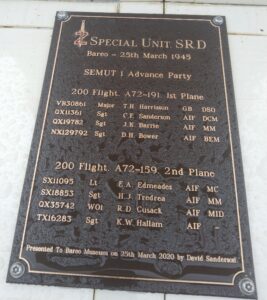 SPECIAL UNIT SRD
Bareo - 25th March 1945
SEMUT 1 Advance Party
200 Flight. A72-191. 1st Plane
VB30861 Major T.H. Harrisson GB DSO
QX11361 Sgt C.F. Sanderson AIF DCM
QX19782 Sgt J.K. Barrie AIF MM
NX129792 Sgt D.H. Bower AIF BEM
200 Flight. A72-159. 2nd Plane
SX11095 Lt E.A. Edmeades AIF MC
SX18853 Sgt H.J. Tredrea AIF MM
QX35742 WO1 R.D. Cusack AIF MID
TX16283 Sgt K.W. Hallam AIF -
Presented To Bareo Museum on 25th March 2020 by David Sanderson